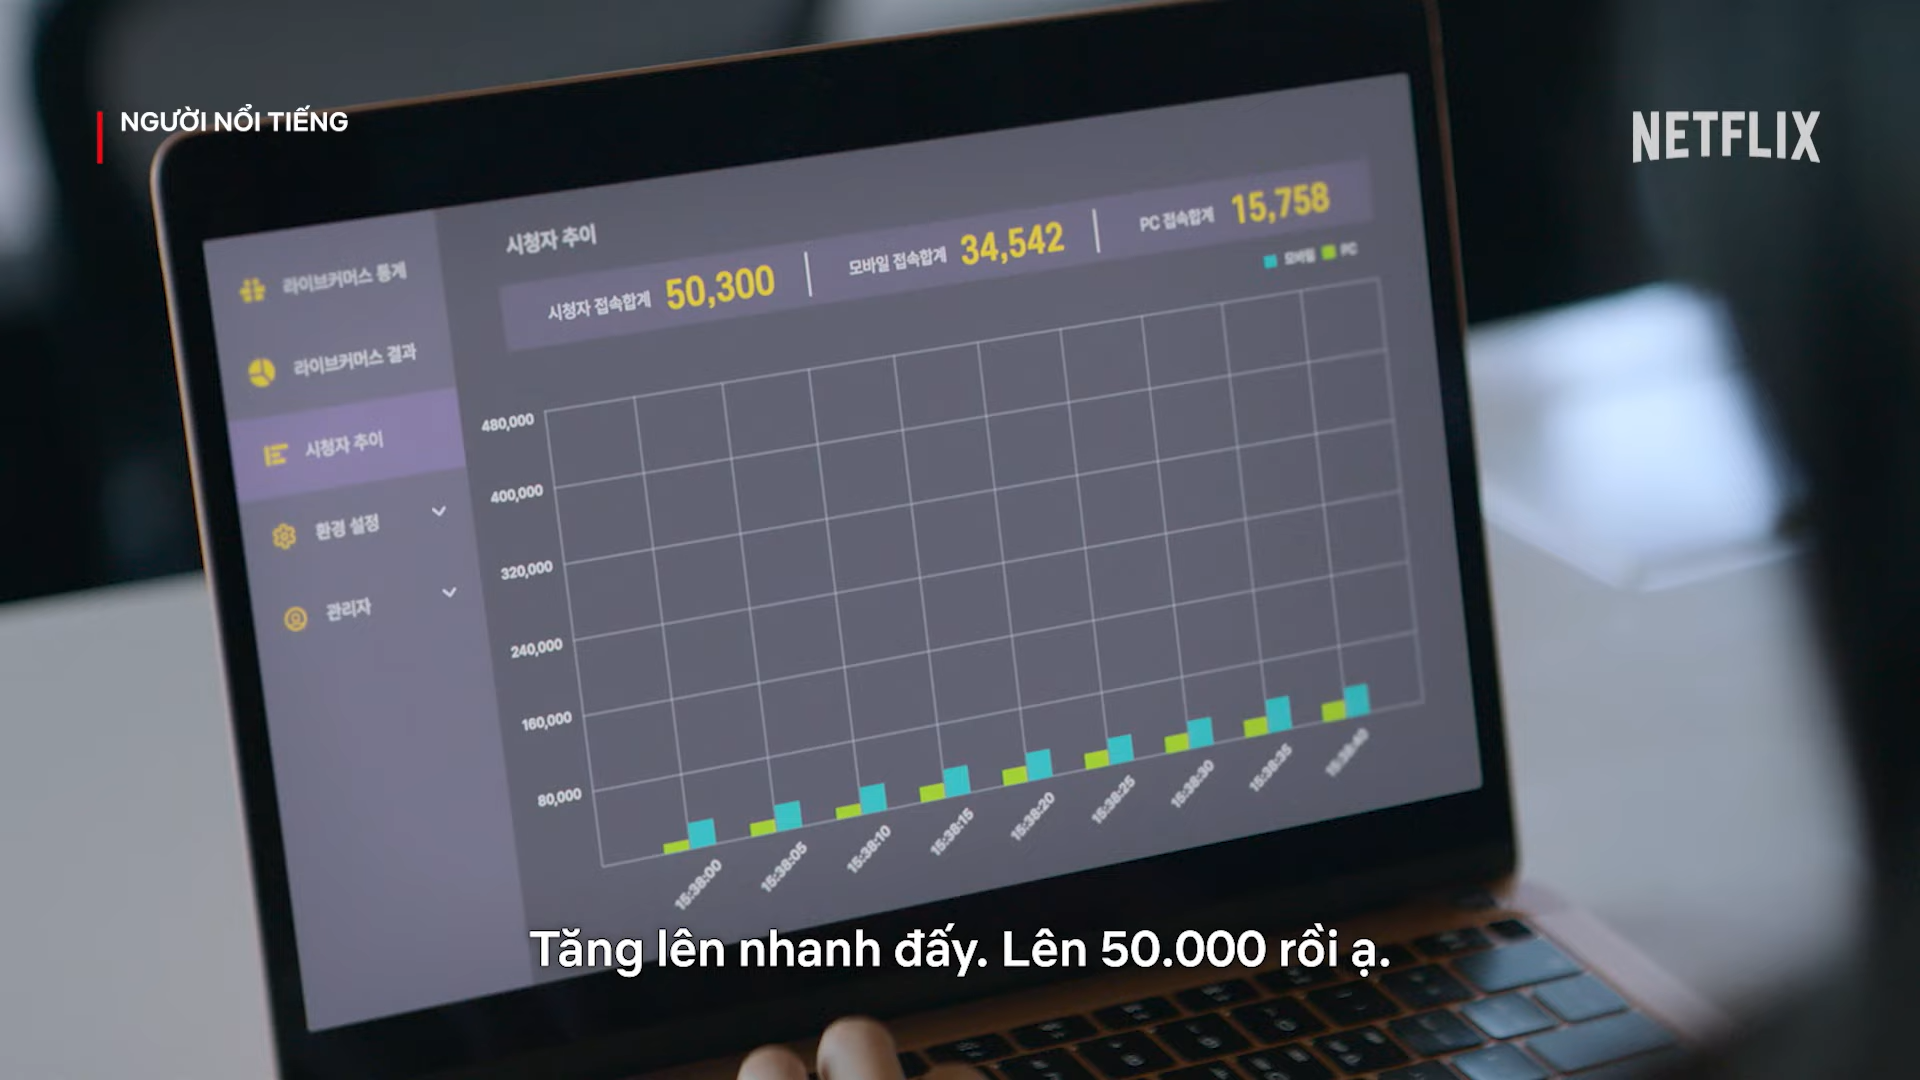 NGƯỜI NỔI TIẾNG
NETFLIX
라이브커머스 통계
라이브커머스 결과
시청자 추이
환경 설정
관리자
시청자 추이
시청자 접속합계 50,300
모바일 접속합계 34,542
PC 접속합계 15,758
모바일 PC
480,000
400,000
320,000
240,000
160,000
80,000
15:38:00
15:38:05
15:38:10
15:38:15
15:38:20
15:38:25
15:38:30
15:38:35
15:38:40
Tăng lên nhanh đấy. Lên 50.000 rồi ạ.